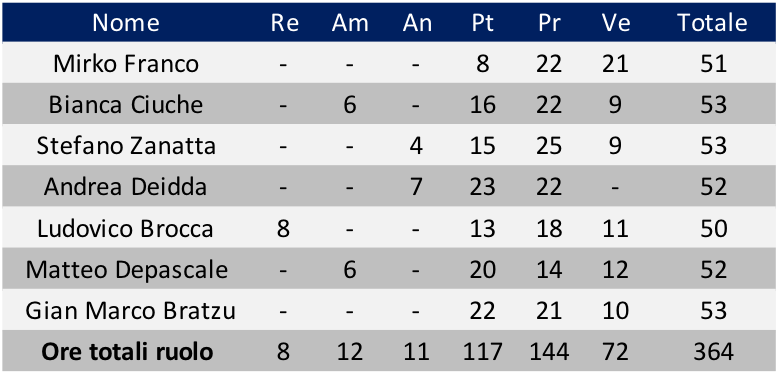 Nome Re Am An Pt Pr Ve Totale
Mirko Franco - - - 8 22 21 51
Bianca Ciuche - 6 - 16 22 9 53
Stefano Zanatta - - 4 15 25 9 53
Andrea Deidda - - 7 23 22 - 52
Ludovico Brocca 8 - - 13 18 11 50
Matteo Depascale - 6 - 20 14 12 52
Gian Marco Bratzu - - - 22 21 10 53
Ore totali ruolo 8 12 11 117 144 72 364